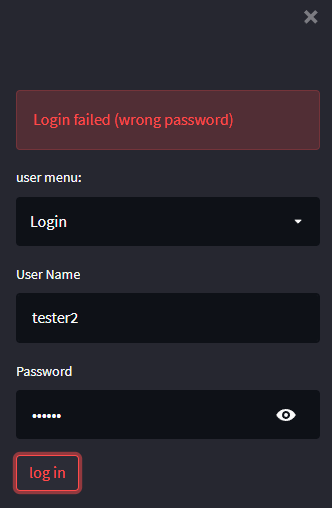 Login failed (wrong password)
user menu:
Login
User Name
tester2
Password
••••••
log in